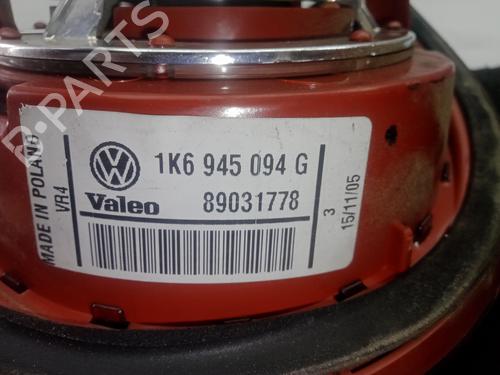 B-PARTS
MADE IN POLAND
VR4
1K6 945 094 G
Valeo
89031778
3
15/11/05